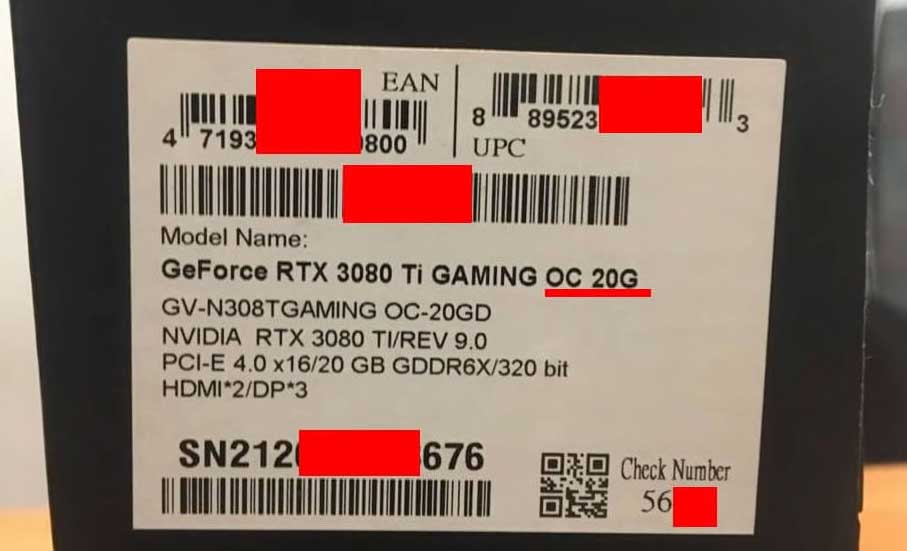 EAN
4 7193 0800
8 89523 3
UPC
Model Name:
GeForce RTX 3080 Ti GAMING OC 20G
GV-N308TGAMING OC-20GD
NVIDIA RTX 3080 TI/REV 9.0
PCI-E 4.0 x16/20 GB GDDR6X/320 bit
HDMI*2/DP*3
SN212 676
Check Number
56